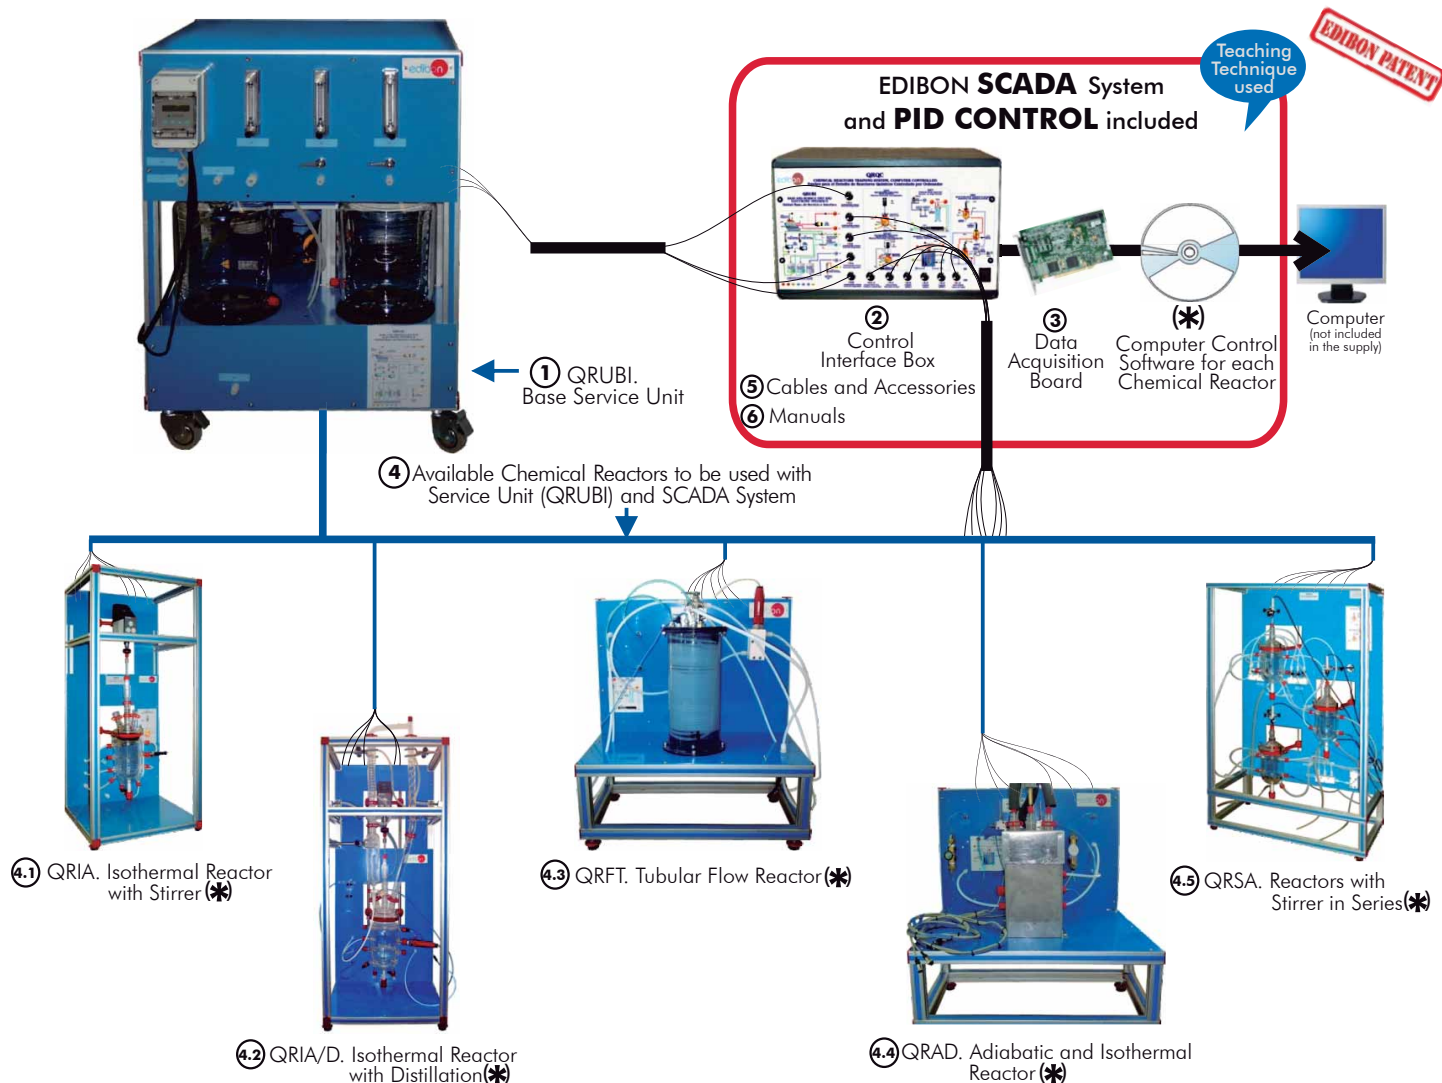 EDIBON PATENT
Teaching
Technique
used
EDIBON SCADA System
and PID CONTROL included
edibon
edibon
QRQC
QRUBI
2
Control
Interface Box
3
Data
Acquisition
Board
(*)
Computer Control
Software for each
Chemical Reactor
Computer
(not included
in the supply)
5 Cables and Accessories
6 Manuals
1 QRUBI.
Base Service Unit
4 Available Chemical Reactors to be used with
Service Unit (QRUBI) and SCADA System
4.1 QRIA. Isothermal Reactor
with Stirrer (*)
4.2 QRIA/D. Isothermal Reactor
with Distillation (*)
4.3 QRFT. Tubular Flow Reactor (*)
4.4 QRAD. Adiabatic and Isothermal
Reactor (*)
4.5 QRSA. Reactors with
Stirrer in Series (*)